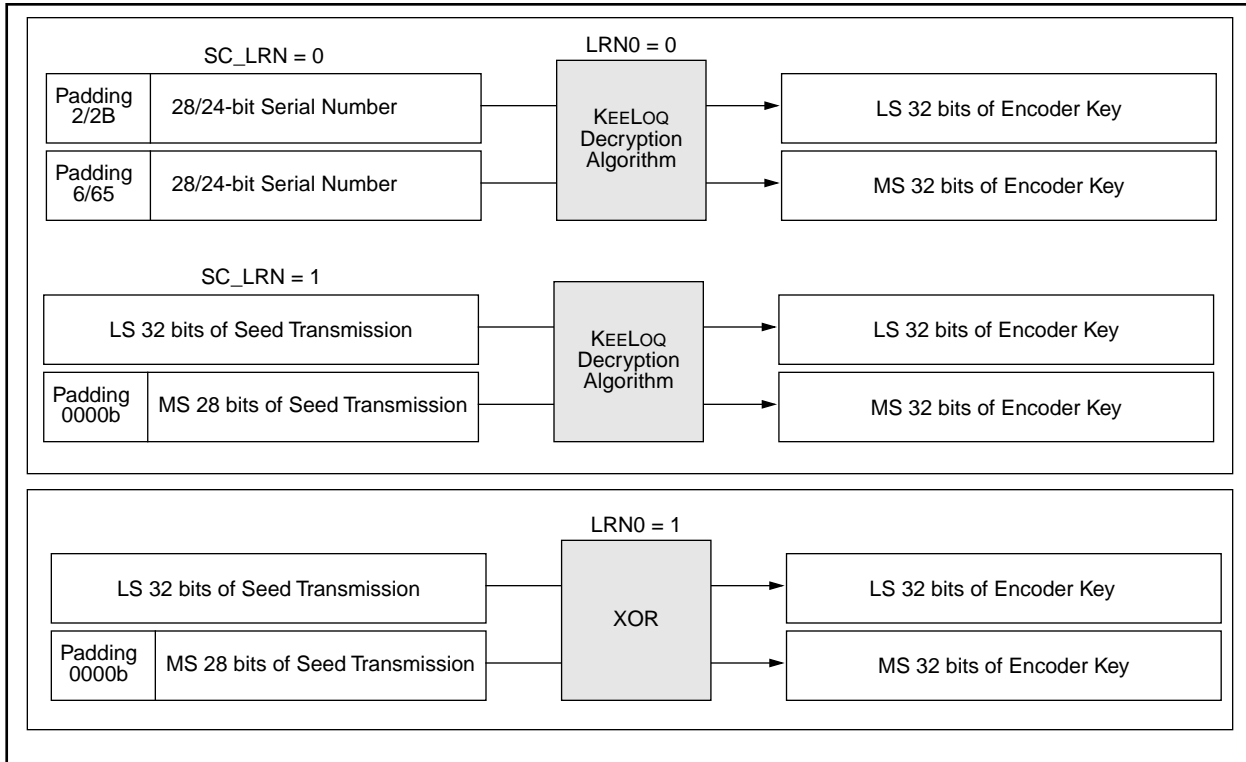 SC_LRN = 0
LRN0 = 0
Padding
2/2B
28/24-bit Serial Number
KEELOQ
Decryption
Algorithm
LS 32 bits of Encoder Key
Padding
6/65
28/24-bit Serial Number
MS 32 bits of Encoder Key
SC_LRN = 1
LS 32 bits of Seed Transmission
KEELOQ
Decryption
Algorithm
LS 32 bits of Encoder Key
Padding
0000b
MS 28 bits of Seed Transmission
MS 32 bits of Encoder Key
LRN0 = 1
LS 32 bits of Seed Transmission
XOR
LS 32 bits of Encoder Key
Padding
0000b
MS 28 bits of Seed Transmission
MS 32 bits of Encoder Key